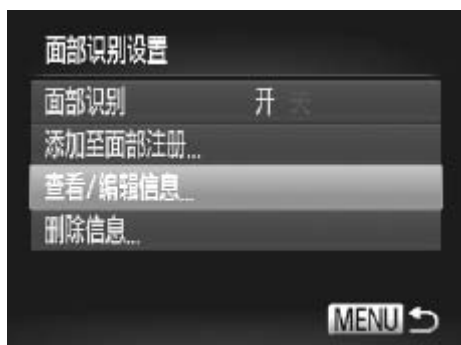 面部识别设置
面部识别 开 关
添加至面部注册...
查看/编辑信息...
删除信息...
MENU